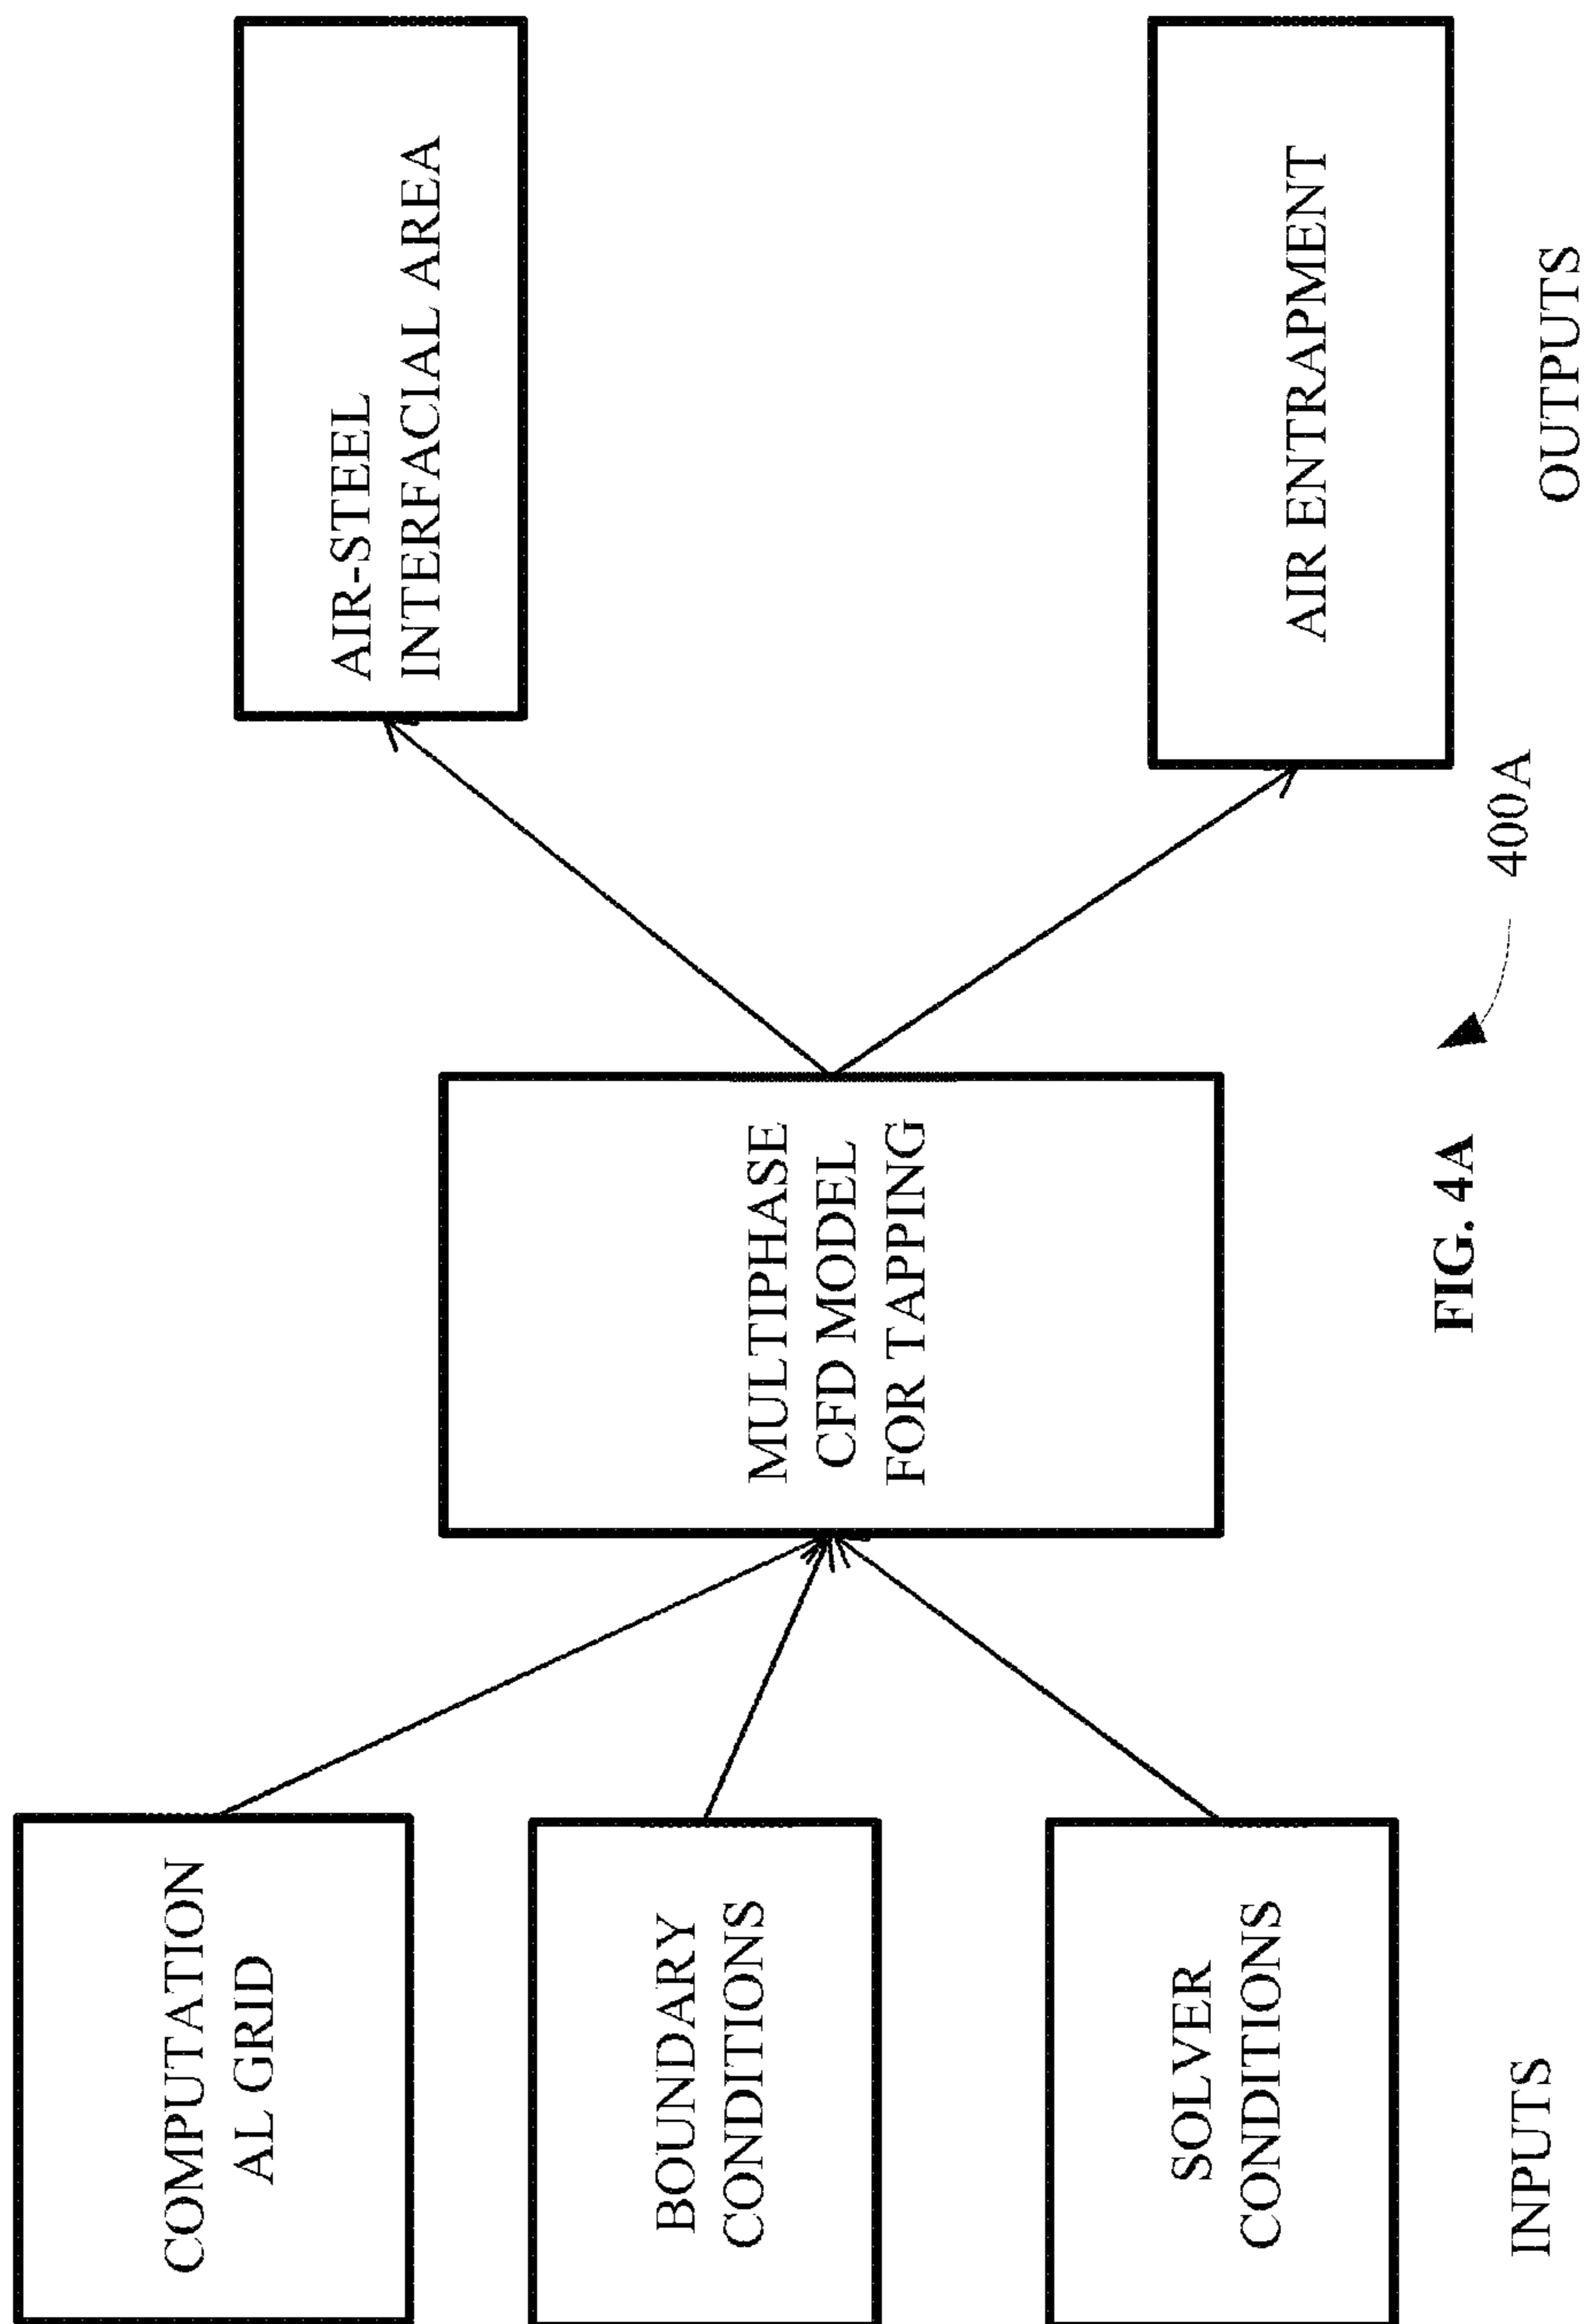 COMPUTATION
AL GRID
BOUNDARY
CONDITIONS
SOLVER
CONDITIONS
INPUTS
MULTIPHASE
CFD MODEL
FOR TAPPING
AIR-STEEL
INTERFACIAL AREA
AIR ENTRAPMENT
OUTPUTS
400A
FIG. 4A